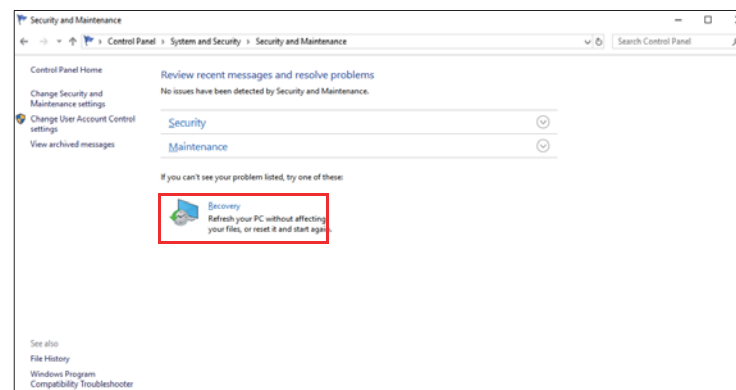 Security and Maintenance
Control Panel › System and Security › Security and Maintenance
Search Control Panel
Control Panel Home
Change Security and
Maintenance settings
Change User Account Control
settings
View archived messages
Review recent messages and resolve problems
No issues have been detected by Security and Maintenance.
Security
Maintenance
If you can't see your problem listed, try one of these:
Recovery
Refresh your PC without affecting
your files, or reset it and start again.
See also
File History
Windows Program
Compatibility Troubleshooter